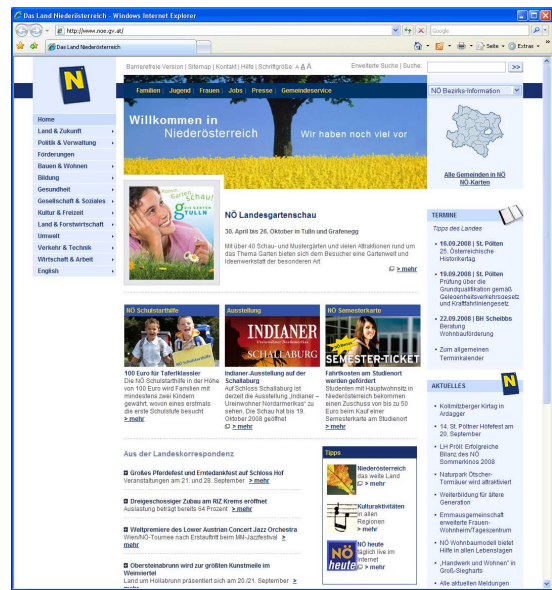 Das Land Niederösterreich - Windows Internet Explorer
http://www.noe.gv.at/
Google
Das Land Niederösterreich
Seite
Extras
Barrierefreie Version | Sitemap | Kontakt | Hilfe | Schriftgröße: A A A
Erweiterte Suche | Suche:
>>
N
Familien | Jugend | Frauen | Jobs | Presse | Gemeindeservice
NÖ Bezirks-Information
Willkommen in
Niederösterreich
Wir haben noch viel vor
Alle Gemeinden in NÖ
NÖ-Karten
Home
Land & Zukunft
Politik & Verwaltung
Förderungen
Bauen & Wohnen
Bildung
Gesundheit
Gesellschaft & Soziales
Kultur & Freizeit
Land & Forstwirtschaft
Umwelt
Verkehr & Technik
Wirtschaft & Arbeit
English
Garten
schau!
TULLN
NÖ Landesgartenschau
30. April bis 26. Oktober in Tulln und Grafenegg
Mit über 40 Schau- und Mustergärten und vielen Attraktionen rund um
das Thema Garten bieten sich dem Besucher eine Gartenwelt und
Ideenwerkstatt der besonderen Art
> mehr
NÖ Schulstarthilfe
100 Euro für Taferlklassler
Die NÖ Schulstarthilfe in der Höhe
von 100 Euro wird Familien mit
mindestens zwei Kindern
gewährt, wovon eines erstmals
die erste Schulstufe besucht
> mehr
Ausstellung
INDIANER
SCHALLABURG
Indianer-Ausstellung auf der
Schallaburg
Auf Schloss Schallaburg ist
derzeit die Ausstellung „Indianer –
Ureinwohner Nordamerikas“ zu
sehen. Die Schau hat bis 19.
Oktober 2008 geöffnet
> mehr
NÖ Semesterkarte
SEMESTER-TICKET
Fahrtkosten am Studienort
werden gefördert
Studenten mit Hauptwohnsitz in
Niederösterreich bekommen
einen Zuschuss von bis zu 50
Euro beim Kauf einer
Semesterkarte am Studienort
> mehr
Aus der Landeskorrespondenz
Großes Pferdefest und Erntedankfest auf Schloss Hof
Veranstaltungen am 21. und 28. September > mehr
Dreigeschossiger Zubau am RIZ Krems eröffnet
Auslastung beträgt bereits 64 Prozent > mehr
Weltpremiere des Lower Austrian Concert Jazz Orchestra
Wien/NÖ-Tournee nach Erstauftritt beim MM-Jazzfestival >
mehr
Obersteinabrunn wird zur größten Kunstmeile im
Weinviertel
Land um Hollabrunn präsentiert sich am 20./21. September >
Tipps
Niederösterreich
das weite Land
> mehr
Kulturaktivitäten
in allen
Regionen
> mehr
NÖ
heute
NÖ heute
täglich live im
Internet
> mehr
TERMINE
Tipps des Landes
16.09.2008 | St. Pölten
25. Österreichische
Historikertag
19.09.2008 | St. Pölten
Prüfung über die
Grundqualifikation gemäß
Gelegenheitsverkehrsgesetz
und Kraftfahrliniengesetz
22.09.2008 | BH Scheibbs
Beratung
Wohnbauförderung
Zum allgemeinen
Terminkalender
AKTUELLES
N
Kollmitzberger Kirtag in
Ardagger
14. St. Pöltner Höfefest am
20. September
LH Pröll: Erfolgreiche
Bilanz des NÖ
Sommerkinos 2008
Naturpark Ötscher-
Tormäuer wird attraktiviert
Weiterbildung für ältere
Generation
Emmausgemeinschaft
erweiterte Frauen-
Wohnheim/Tageszentrum
NÖ Wohnbaumodell bietet
Hilfe in allen Lebenslagen
„Handwerk und Wohnen“ in
Groß-Siegharts
Alle aktuellen Meldungen